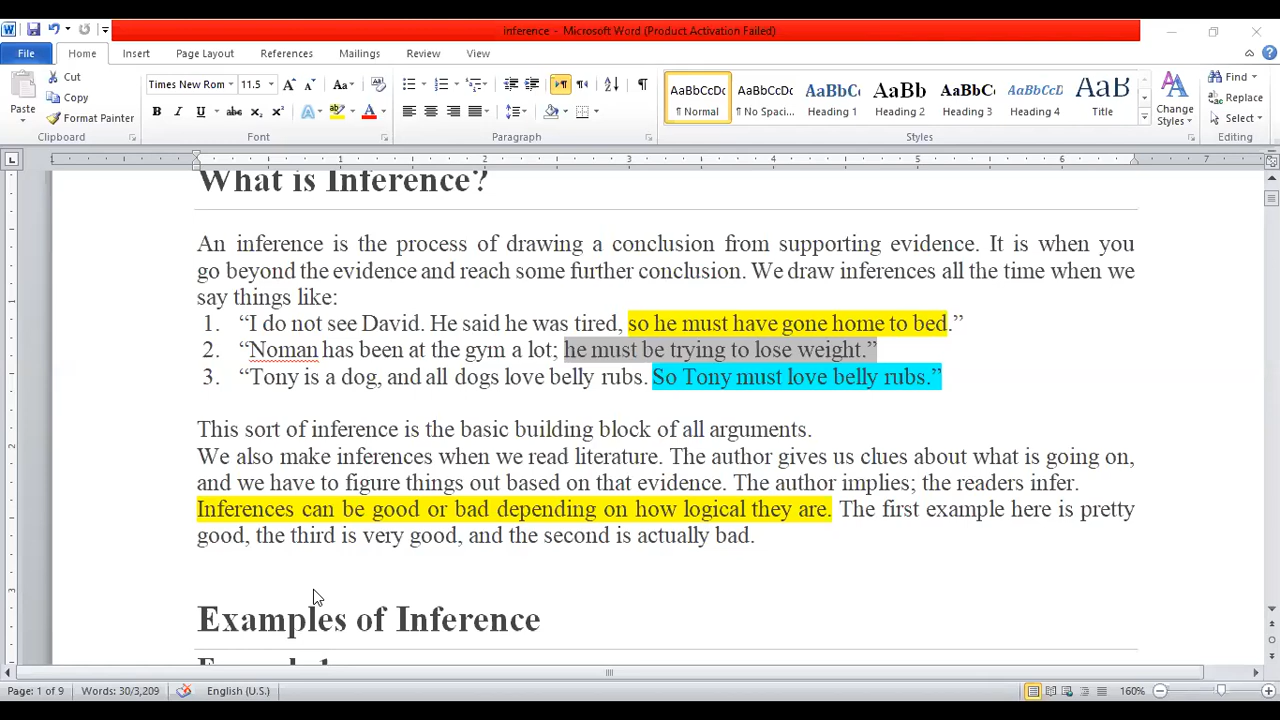 inference - Microsoft Word (Product Activation Failed)
File Home Insert Page Layout References Mailings Review View
Paste
Cut
Copy
Format Painter
Clipboard
Times New Rom 11.5
Font
Paragraph
AaBbCcDc AaBbCcDc AaBbC AaBb AaBbC AaBbCcD AaB
¶ Normal ¶ No Spaci... Heading 1 Heading 2 Heading 3 Heading 4 Title
Change Styles
Styles
Find
Replace
Select
Editing
1 2 3 4 5 6 7
What is Inference?
An inference is the process of drawing a conclusion from supporting evidence. It is when you
go beyond the evidence and reach some further conclusion. We draw inferences all the time when we
say things like:
1. “I do not see David. He said he was tired, so he must have gone home to bed.”
2. “Noman has been at the gym a lot; he must be trying to lose weight.”
3. “Tony is a dog, and all dogs love belly rubs. So Tony must love belly rubs.”
This sort of inference is the basic building block of all arguments.
We also make inferences when we read literature. The author gives us clues about what is going on,
and we have to figure things out based on that evidence. The author implies; the readers infer.
Inferences can be good or bad depending on how logical they are. The first example here is pretty
good, the third is very good, and the second is actually bad.
Examples of Inference
Page: 1 of 9 Words: 30/3,209 English (U.S.) 160%